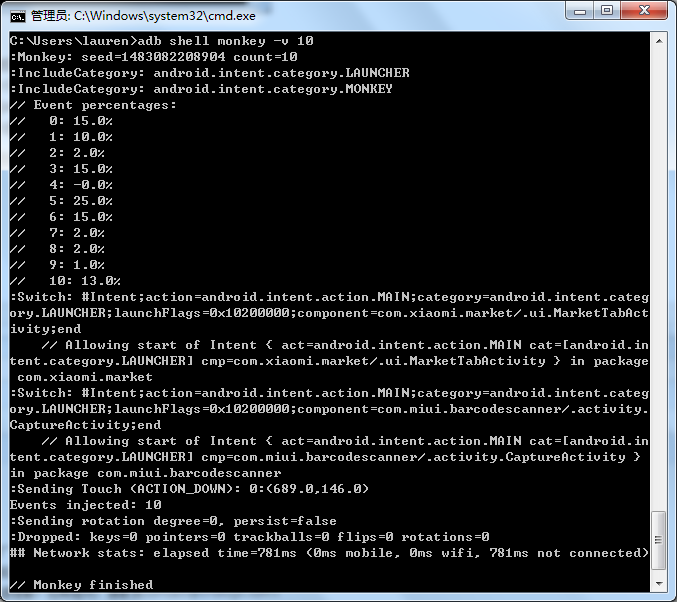 管理员: C:\Windows\system32\cmd.exe
C:\Users\lauren>adb shell monkey -v 10
:Monkey: seed=1483082208904 count=10
:IncludeCategory: android.intent.category.LAUNCHER
:IncludeCategory: android.intent.category.MONKEY
// Event percentages:
//   0: 15.0%
//   1: 10.0%
//   2: 2.0%
//   3: 15.0%
//   4: -0.0%
//   5: 25.0%
//   6: 15.0%
//   7: 2.0%
//   8: 2.0%
//   9: 1.0%
//   10: 13.0%
:Switch: #Intent;action=android.intent.action.MAIN;category=android.intent.categ
ory.LAUNCHER;launchFlags=0x10200000;component=com.xiaomi.market/.ui.MarketTabAct
ivity;end
    // Allowing start of Intent { act=android.intent.action.MAIN cat=[android.in
tent.category.LAUNCHER] cmp=com.xiaomi.market/.ui.MarketTabActivity } in package
 com.xiaomi.market
:Switch: #Intent;action=android.intent.action.MAIN;category=android.intent.categ
ory.LAUNCHER;launchFlags=0x10200000;component=com.miui.barcodescanner/.activity.
CaptureActivity;end
    // Allowing start of Intent { act=android.intent.action.MAIN cat=[android.in
tent.category.LAUNCHER] cmp=com.miui.barcodescanner/.activity.CaptureActivity }
in package com.miui.barcodescanner
:Sending Touch (ACTION_DOWN): 0:(689.0,146.0)
Events injected: 10
:Sending rotation degree=0, persist=false
:Dropped: keys=0 pointers=0 trackballs=0 flips=0 rotations=0
## Network stats: elapsed time=781ms (0ms mobile, 0ms wifi, 781ms not connected)
// Monkey finished